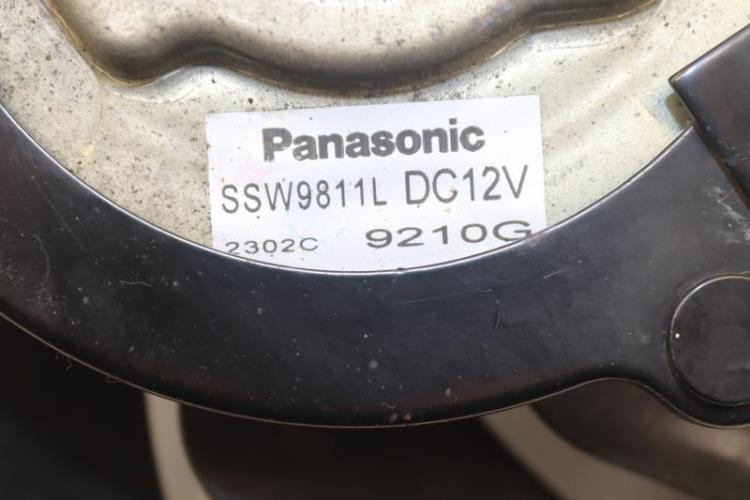 Panasonic
SSW9811L DC12V
2302C 9210G